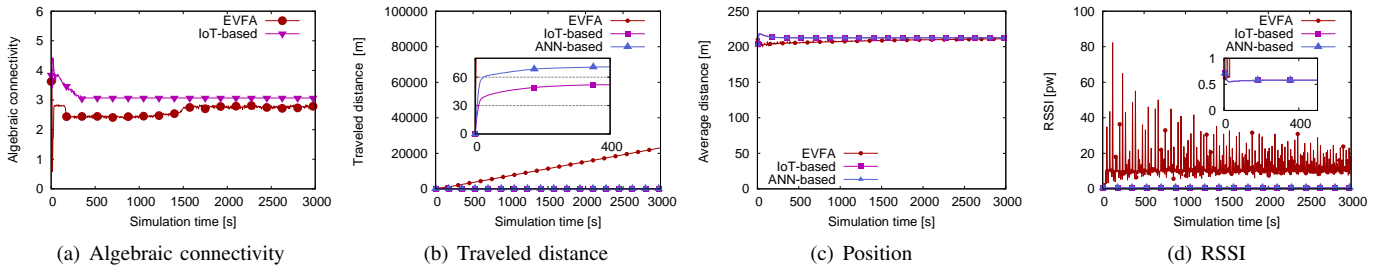 Algebraic connectivity
6
5
4
3
2
1
0
EVFA
IoT-based
0 500 1000 1500 2000 2500 3000
Simulation time [s]
(a) Algebraic connectivity
Traveled distance [m]
100000
80000
60000
40000
20000
0
EVFA
IoT-based
ANN-based
60
30
0
0 400
0 500 1000 1500 2000 2500 3000
Simulation time [s]
(b) Traveled distance
Average distance [m]
250
200
150
100
50
0
EVFA
IoT-based
ANN-based
0 500 1000 1500 2000 2500 3000
Simulation time [s]
(c) Position
RSSI [pw]
100
80
60
40
20
0
EVFA
IoT-based
ANN-based
1
0.5
0
0 400
0 500 1000 1500 2000 2500 3000
Simulation time [s]
(d) RSSI